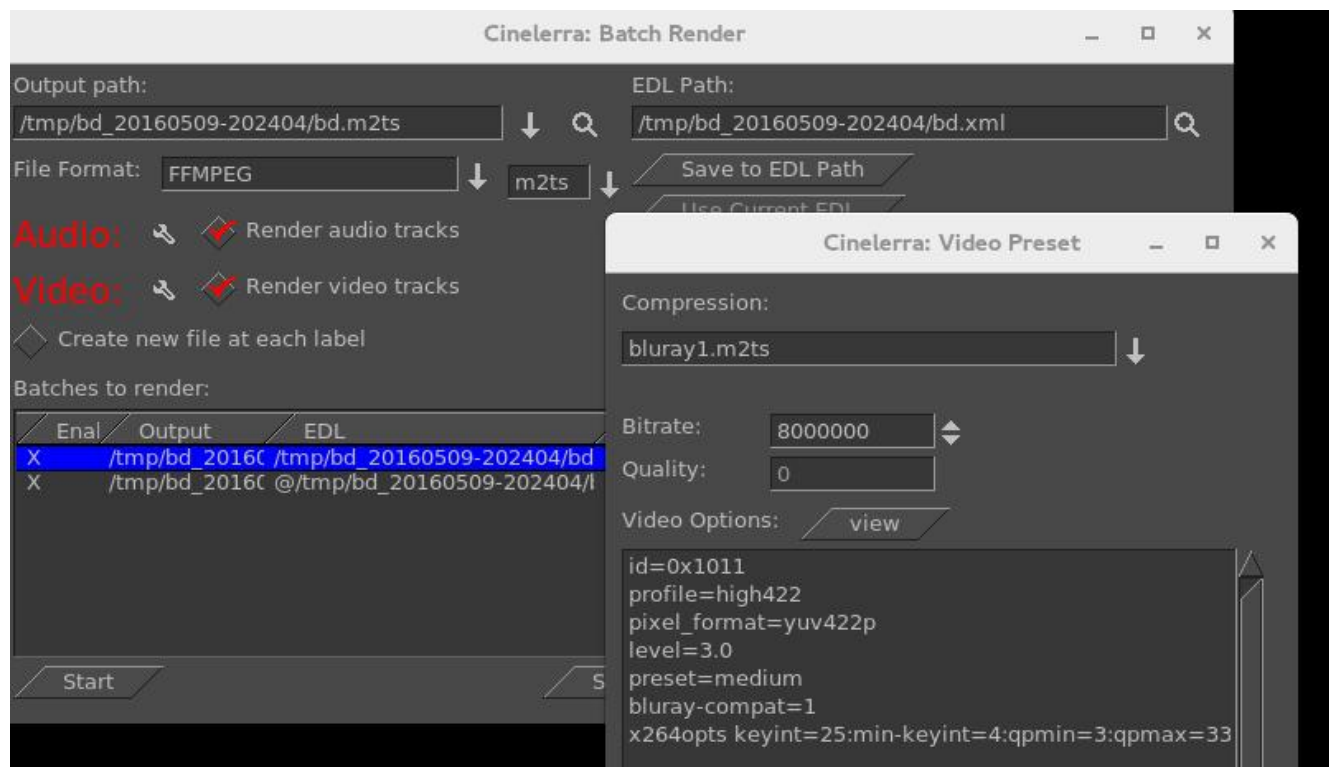 Cinelerra: Batch Render
Output path:
/tmp/bd_20160509-202404/bd.m2ts
EDL Path:
/tmp/bd_20160509-202404/bd.xml
File Format:
FFMPEG
m2ts
Save to EDL Path
Use Current EDL
Audio:
Render audio tracks
Video:
Render video tracks
Create new file at each label
Batches to render:
Enal Output EDL
X /tmp/bd_2016( /tmp/bd_20160509-202404/bd
X /tmp/bd_2016( @/tmp/bd_20160509-202404/
Start
S
Cinelerra: Video Preset
Compression:
bluray1.m2ts
Bitrate:
8000000
Quality:
0
Video Options:
view
id=0x1011
profile=high422
pixel_format=yuv422p
level=3.0
preset=medium
bluray-compat=1
x264opts keyint=25:min-keyint=4:qpmin=3:qpmax=33